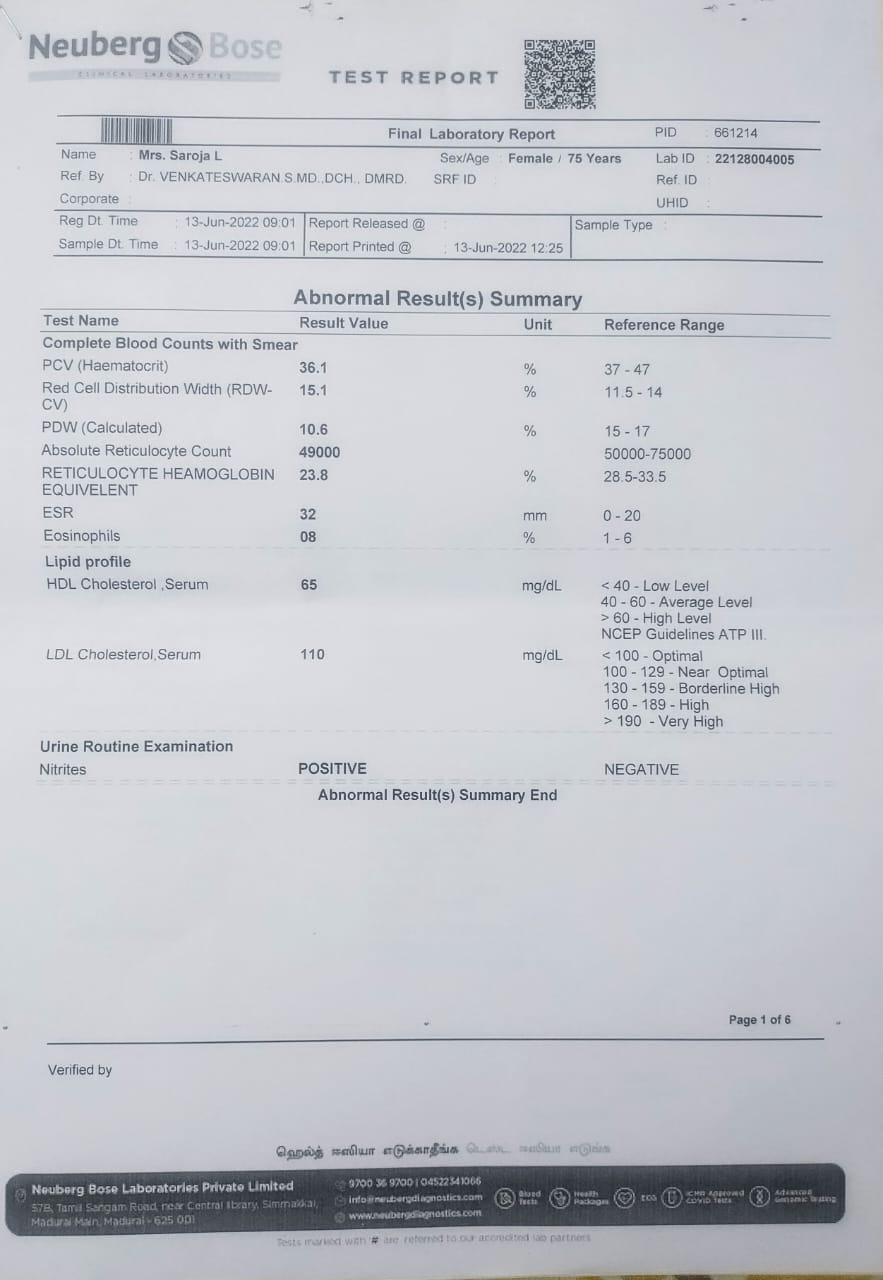 Neuberg Bose
CLINICAL LABORATORIES
TEST REPORT
Final Laboratory Report
PID : 661214
Name : Mrs. Saroja L Sex/Age : Female / 75 Years Lab ID : 22128004005
Ref. By : Dr. VENKATESWARAN.S.MD.,DCH., DMRD. SRF ID : Ref. ID :
Corporate : UHID :
Reg Dt. Time : 13-Jun-2022 09:01 Report Released @ : Sample Type :
Sample Dt. Time : 13-Jun-2022 09:01 Report Printed @ : 13-Jun-2022 12:25
Abnormal Result(s) Summary
Test Name Result Value Unit Reference Range
Complete Blood Counts with Smear
PCV (Haematocrit) 36.1 % 37 - 47
Red Cell Distribution Width (RDW- 15.1 % 11.5 - 14
CV)
PDW (Calculated) 10.6 % 15 - 17
Absolute Reticulocyte Count 49000 50000-75000
RETICULOCYTE HEAMOGLOBIN 23.8 % 28.5-33.5
EQUIVELENT
ESR 32 mm 0 - 20
Eosinophils 08 % 1 - 6
Lipid profile
HDL Cholesterol ,Serum 65 mg/dL < 40 - Low Level
40 - 60 - Average Level
> 60 - High Level
NCEP Guidelines ATP III.
LDL Cholesterol,Serum 110 mg/dL < 100 - Optimal
100 - 129 - Near Optimal
130 - 159 - Borderline High
160 - 189 - High
> 190 - Very High
Urine Routine Examination
Nitrites POSITIVE NEGATIVE
Abnormal Result(s) Summary End
Page 1 of 6
Verified by
ஹெல்த் ஈஸியா எடுக்காதீங்க டெஸ்ட ஈஸியா எடுங்க
Neuberg Bose Laboratories Private Limited
57B, Tamil Sangam Road, near Central library, Simmakkal,
Madurai Main, Madurai - 625 001
9700 36 9700 | 04522341066
info@neubergdiagnostics.com
www.neubergdiagnostics.com
Blood Tests
Health Packages
ECG
ICMR Approved COVID Tests
Advanced Genomic Testing
Tests marked with '#' are referred to our accredited lab partners